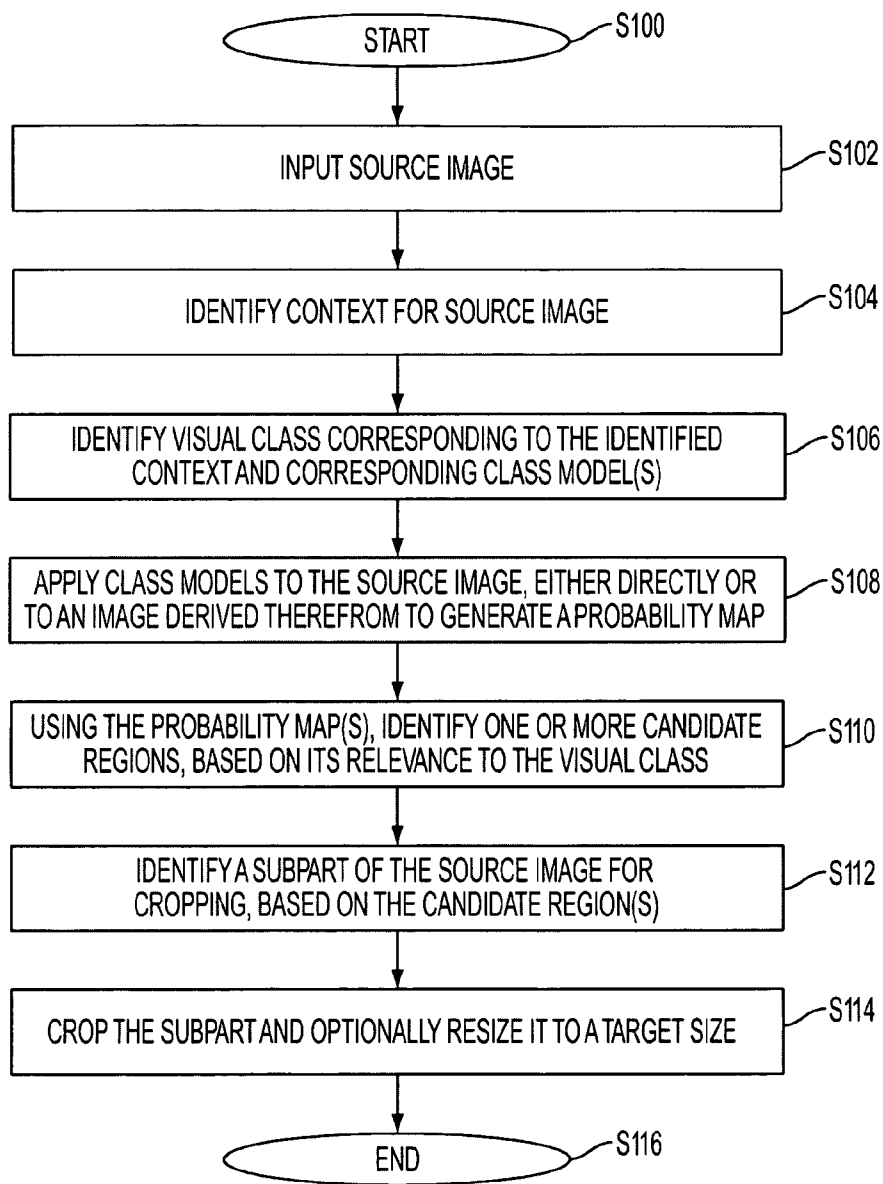 START
S100
INPUT SOURCE IMAGE
S102
IDENTIFY CONTEXT FOR SOURCE IMAGE
S104
IDENTIFY VISUAL CLASS CORRESPONDING TO THE IDENTIFIED
CONTEXT AND CORRESPONDING CLASS MODEL(S)
S106
APPLY CLASS MODELS TO THE SOURCE IMAGE, EITHER DIRECTLY OR
TO AN IMAGE DERIVED THEREFROM TO GENERATE A PROBABILITY MAP
S108
USING THE PROBABILITY MAP(S), IDENTIFY ONE OR MORE CANDIDATE
REGIONS, BASED ON ITS RELEVANCE TO THE VISUAL CLASS
S110
IDENTIFY A SUBPART OF THE SOURCE IMAGE FOR
CROPPING, BASED ON THE CANDIDATE REGION(S)
S112
CROP THE SUBPART AND OPTIONALLY RESIZE IT TO A TARGET SIZE
S114
END
S116